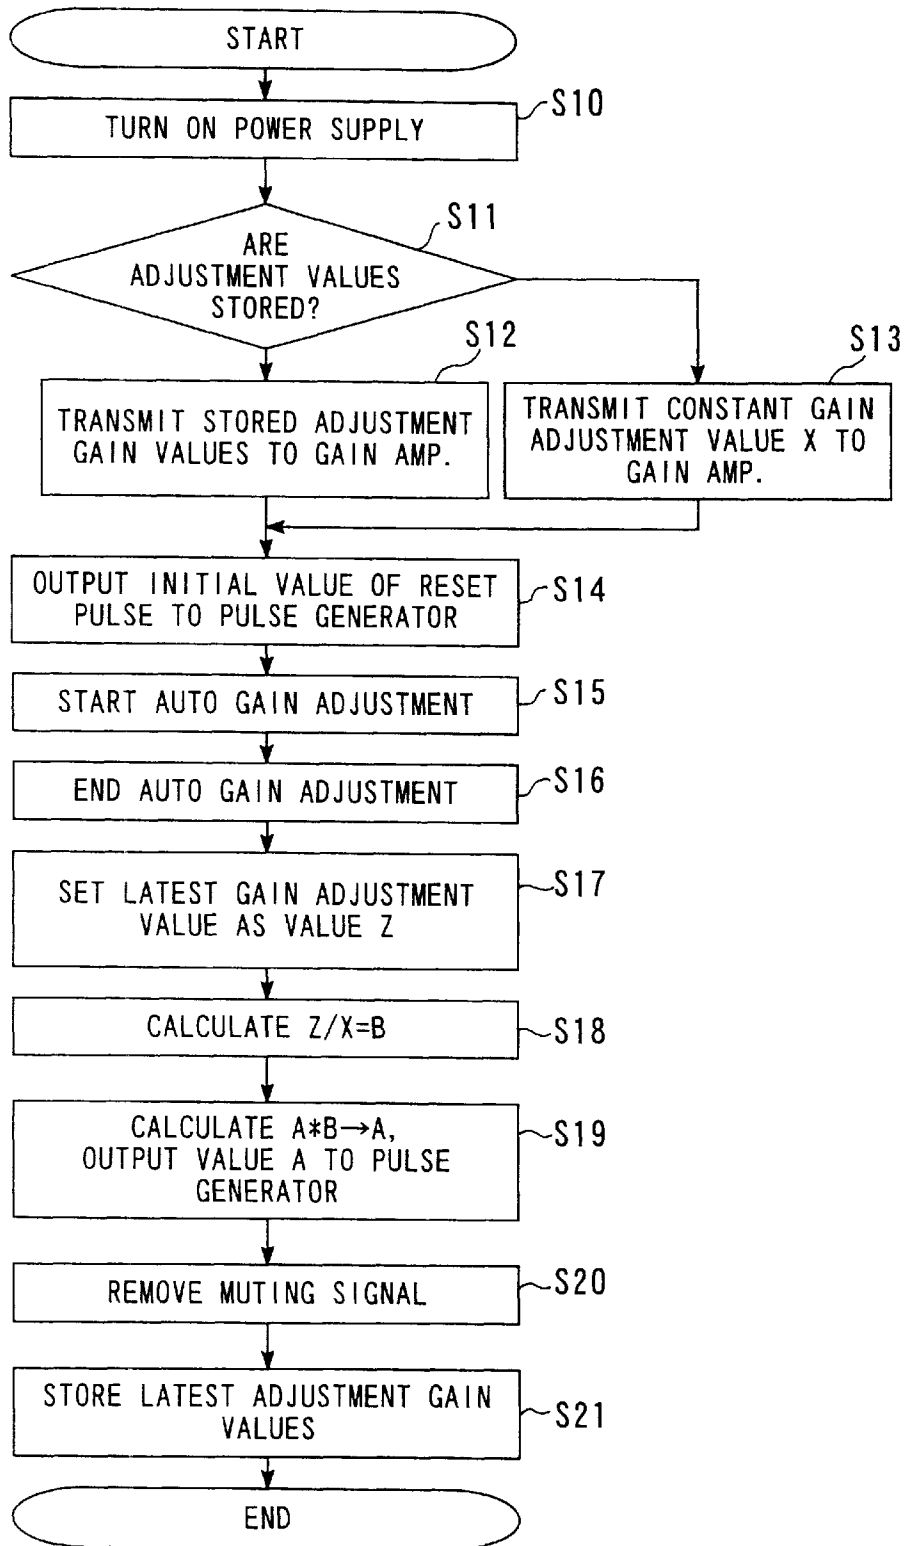 START
TURN ON POWER SUPPLY
S10
ARE
ADJUSTMENT VALUES
STORED?
S11
TRANSMIT STORED ADJUSTMENT
GAIN VALUES TO GAIN AMP.
S12
TRANSMIT CONSTANT GAIN
ADJUSTMENT VALUE X TO
GAIN AMP.
S13
OUTPUT INITIAL VALUE OF RESET
PULSE TO PULSE GENERATOR
S14
START AUTO GAIN ADJUSTMENT
S15
END AUTO GAIN ADJUSTMENT
S16
SET LATEST GAIN ADJUSTMENT
VALUE AS VALUE Z
S17
CALCULATE Z/X=B
S18
CALCULATE A*B→A,
OUTPUT VALUE A TO PULSE
GENERATOR
S19
REMOVE MUTING SIGNAL
S20
STORE LATEST ADJUSTMENT GAIN
VALUES
S21
END